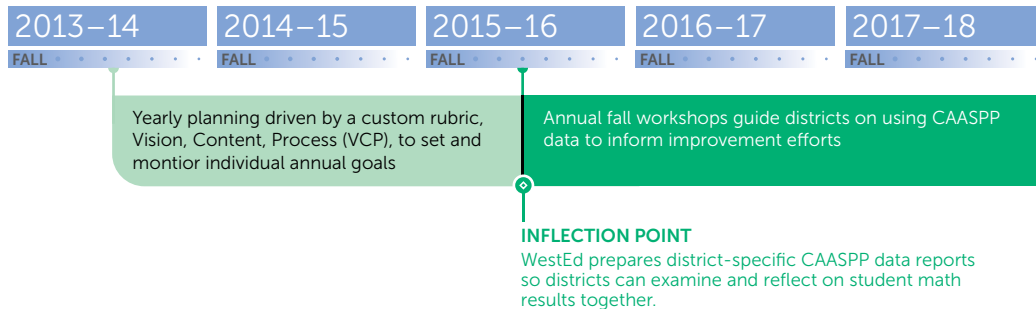 2013–14
2014–15
2015–16
2016–17
2017–18
FALL
FALL
FALL
FALL
FALL
Yearly planning driven by a custom rubric,
Vision, Content, Process (VCP), to set and
montior individual annual goals
Annual fall workshops guide districts on using CAASPP
data to inform improvement efforts
INFLECTION POINT
WestEd prepares district-specific CAASPP data reports
so districts can examine and reflect on student math
results together.